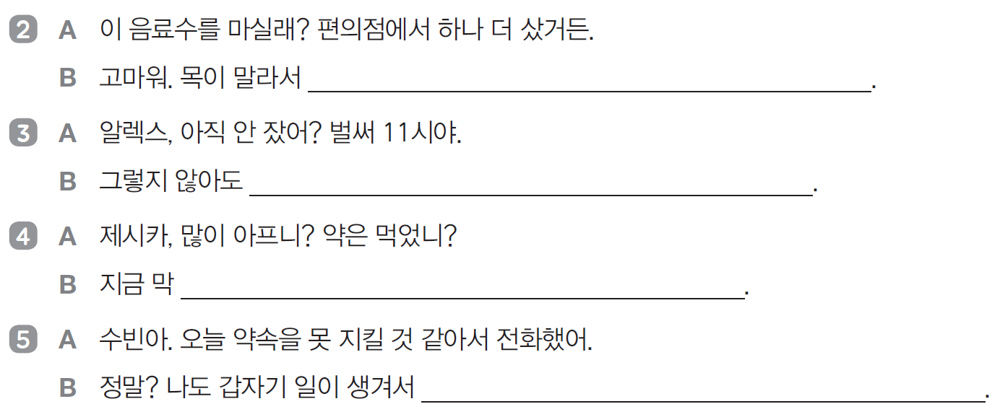 2 A 이 음료수를 마실래? 편의점에서 하나 더 샀거든.
B 고마워. 목이 말라서 ____________________.
3 A 알렉스, 아직 안 잤어? 벌써 11시야.
B 그렇지 않아도 ____________________.
4 A 제시카, 많이 아프니? 약은 먹었니?
B 지금 막 ____________________.
5 A 수빈아. 오늘 약속을 못 지킬 것 같아서 전화했어.
B 정말? 나도 갑자기 일이 생겨서 ____________________.